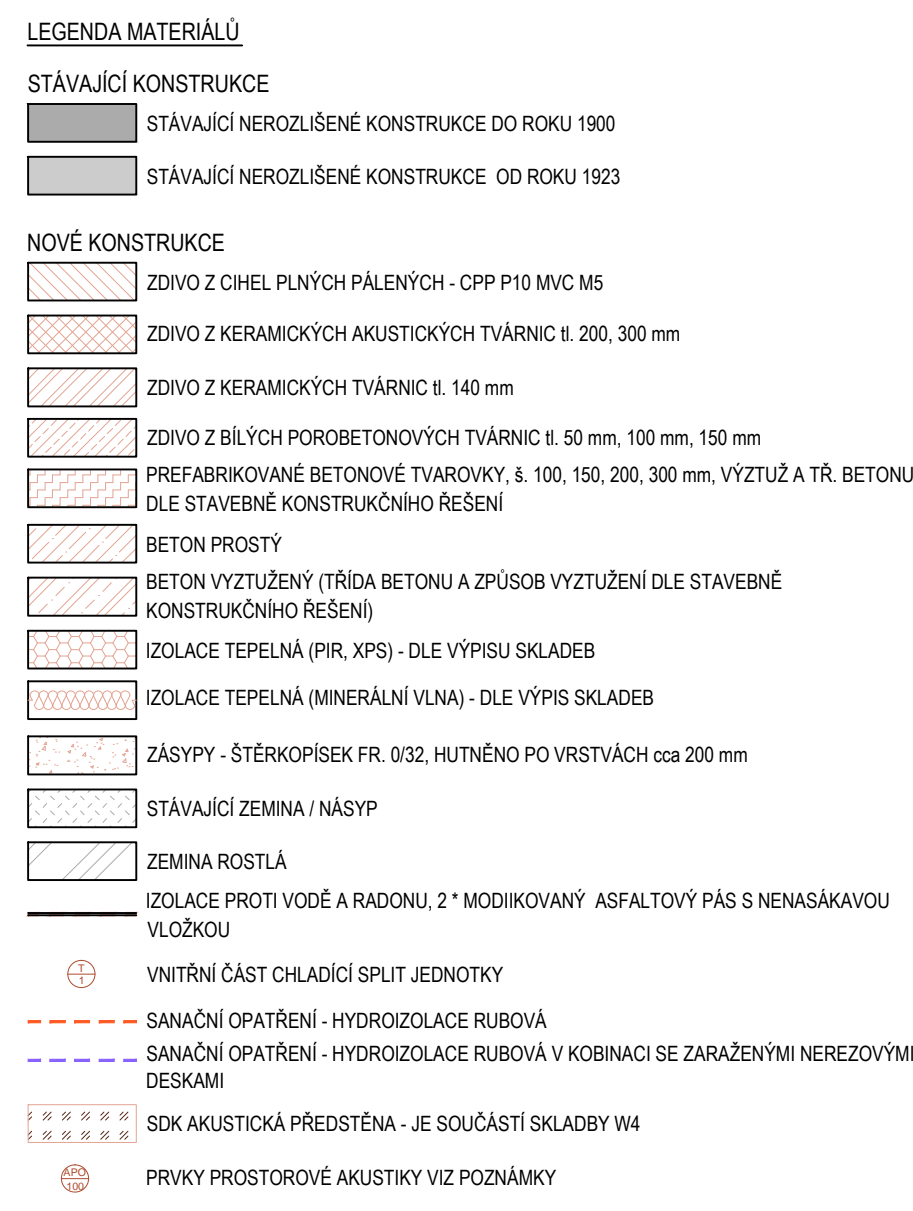 LEGENDA MATERIÁLŮ
STÁVAJÍCÍ KONSTRUKCE
STÁVAJÍCÍ NEROZLIŠENÉ KONSTRUKCE DO ROKU 1900
STÁVAJÍCÍ NEROZLIŠENÉ KONSTRUKCE OD ROKU 1923
NOVÉ KONSTRUKCE
ZDIVO Z CIHEL PLNÝCH PÁLENÝCH - CPP P10 MVC M5
ZDIVO Z KERAMICKÝCH AKUSTICKÝCH TVÁRNIC tl. 200, 300 mm
ZDIVO Z KERAMICKÝCH TVÁRNIC tl. 140 mm
ZDIVO Z BÍLÝCH POROBETONOVÝCH TVÁRNIC tl. 50 mm, 100 mm, 150 mm
PREFABRIKOVANÉ BETONOVÉ TVAROVKY, š. 100, 150, 200, 300 mm, VÝZTUŽ A TŘ. BETONU
DLE STAVEBNĚ KONSTRUKČNÍHO ŘEŠENÍ
BETON PROSTÝ
BETON VYZTUŽENÝ (TŘÍDA BETONU A ZPŮSOB VYZTUŽENÍ DLE STAVEBNĚ
KONSTRUKČNÍHO ŘEŠENÍ)
IZOLACE TEPELNÁ (PIR, XPS) - DLE VÝPISU SKLADEB
IZOLACE TEPELNÁ (MINERÁLNÍ VLNA) - DLE VÝPIS SKLADEB
ZÁSYPY - ŠTĚRKOPÍSEK FR. 0/32, HUTNĚNO PO VRSTVÁCH cca 200 mm
STÁVAJÍCÍ ZEMINA / NÁSYP
ZEMINA ROSTLÁ
IZOLACE PROTI VODĚ A RADONU, 2 * MODIIKOVANÝ ASFALTOVÝ PÁS S NENASÁKAVOU
VLOŽKOU
T
1
VNITŘNÍ ČÁST CHLADÍCÍ SPLIT JEDNOTKY
SANAČNÍ OPATŘENÍ - HYDROIZOLACE RUBOVÁ
SANAČNÍ OPATŘENÍ - HYDROIZOLACE RUBOVÁ V KOBINACI SE ZARAŽENÝMI NEREZOVÝMI
DESKAMI
SDK AKUSTICKÁ PŘEDSTĚNA - JE SOUČÁSTÍ SKLADBY W4
APO
100
PRVKY PROSTOROVÉ AKUSTIKY VIZ POZNÁMKY